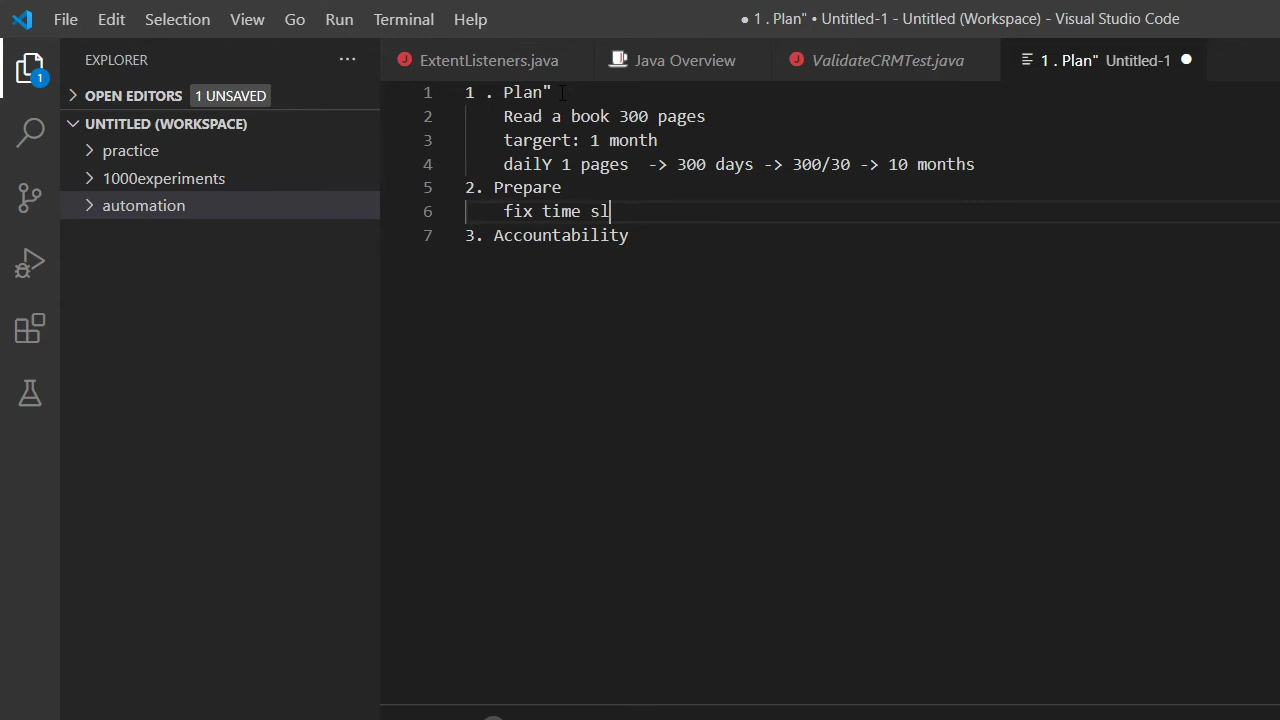 File Edit Selection View Go Run Terminal Help ● 1 . Plan" • Untitled-1 - Untitled (Workspace) - Visual Studio Code
EXPLORER ··· ExtentListeners.java Java Overview ValidateCRMTest.java 1 . Plan" Untitled-1
1
OPEN EDITORS 1 UNSAVED
UNTITLED (WORKSPACE)
practice
1000experiments
automation
1 1 . Plan"
2 Read a book 300 pages
3 targert: 1 month
4 dailY 1 pages -> 300 days -> 300/30 -> 10 months
5 2. Prepare
6 fix time sl
7 3. Accountability